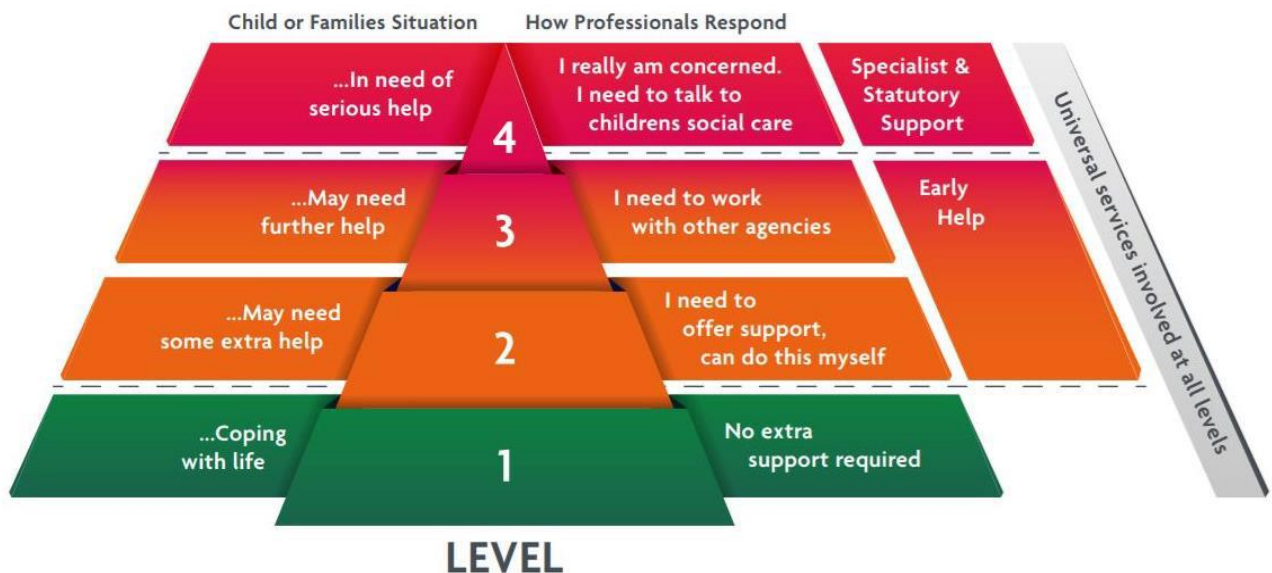 Child or Families Situation
How Professionals Respond
...In need of
serious help
4
I really am concerned.
I need to talk to
childrens social care
Specialist &
Statutory
Support
...May need
further help
3
I need to work
with other agencies
Early
Help
...May need
some extra help
2
I need to
offer support,
can do this myself
...Coping
with life
1
No extra
support required
Universal services involved at all levels
LEVEL